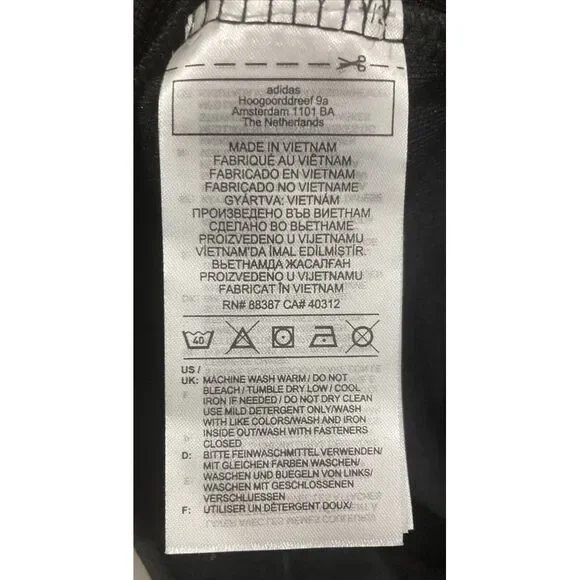 adidas
Hoogoorddreef 9a
Amsterdam 1101 BA
The Netherlands
MADE IN VIETNAM
FABRIQUÉ AU VIÊTNAM
FABRICADO EN VIETNAM
FABRICADO NO VIETNAME
GYÁRTVA: VIETNÁM
ПРОИЗВЕДЕНО ВЪВ ВИЕТНАМ
СДЕЛАНО ВО ВЬЕТНАМЕ
PROIZVEDENO U VIJETNAMU
VİETNAM'DA İMAL EDİLMİŞTİR.
ВЬЕТНАМДА ЖАСАЛҒАН
PROIZVEDENO U VIJETNAMU
FABRICAT ÎN VIETNAM
RN# 88387 CA# 40312
40
US /
UK: MACHINE WASH WARM / DO NOT
BLEACH / TUMBLE DRY LOW / COOL
IRON IF NEEDED / DO NOT DRY CLEAN
USE MILD DETERGENT ONLY/WASH
WITH LIKE COLORS/WASH AND IRON
INSIDE OUT/WASH WITH FASTENERS
CLOSED
D: BITTE FEINWASCHMITTEL VERWENDEN/
MIT GLEICHEN FARBEN WASCHEN/
WASCHEN UND BUEGELN VON LINKS/
WASCHEN MIT GESCHLOSSENEN
VERSCHLUESSEN
F: UTILISER UN DÉTERGENT DOUX/